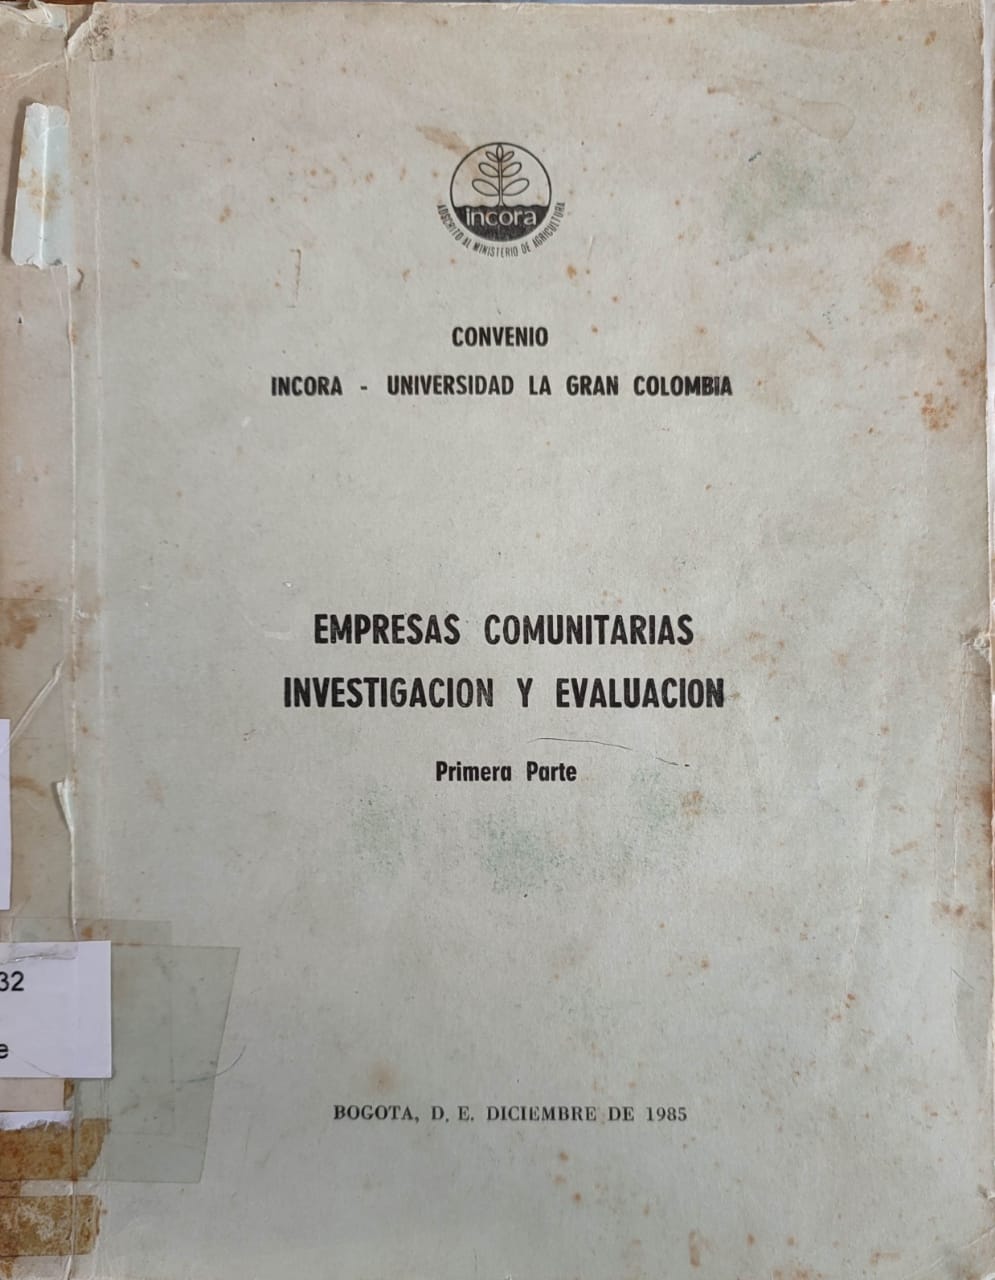 incora
ADSCRITO AL MINISTERIO DE AGRICULTURA
CONVENIO
INCORA - UNIVERSIDAD LA GRAN COLOMBIA
EMPRESAS COMUNITARIAS
INVESTIGACION Y EVALUACION
Primera Parte
32
e
BOGOTA, D. E. DICIEMBRE DE 1985